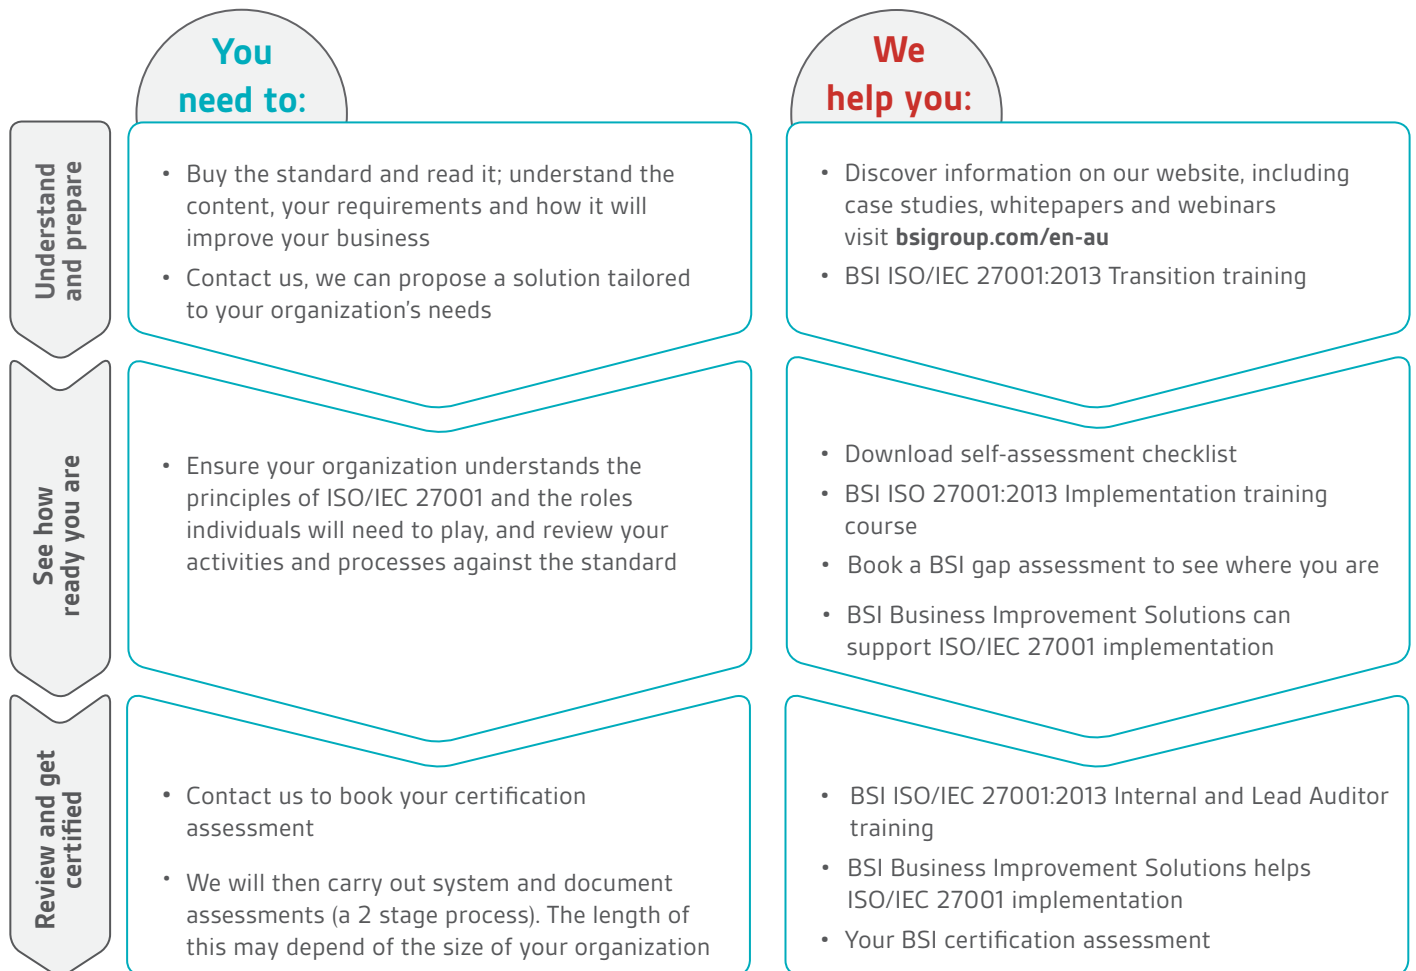 You
need to:
We
help you:
Understand
and prepare
• Buy the standard and read it; understand the
content, your requirements and how it will
improve your business
• Contact us, we can propose a solution tailored
to your organization's needs
• Discover information on our website, including
case studies, whitepapers and webinars
visit bsigroup.com/en-au
• BSI ISO/IEC 27001:2013 Transition training
See how
ready you are
• Ensure your organization understands the
principles of ISO/IEC 27001 and the roles
individuals will need to play, and review your
activities and processes against the standard
• Download self-assessment checklist
• BSI ISO 27001:2013 Implementation training
course
• Book a BSI gap assessment to see where you are
• BSI Business Improvement Solutions can
support ISO/IEC 27001 implementation
Review and get
certified
• Contact us to book your certification
assessment
• We will then carry out system and document
assessments (a 2 stage process). The length of
this may depend of the size of your organization
• BSI ISO/IEC 27001:2013 Internal and Lead Auditor
training
• BSI Business Improvement Solutions helps
ISO/IEC 27001 implementation
• Your BSI certification assessment